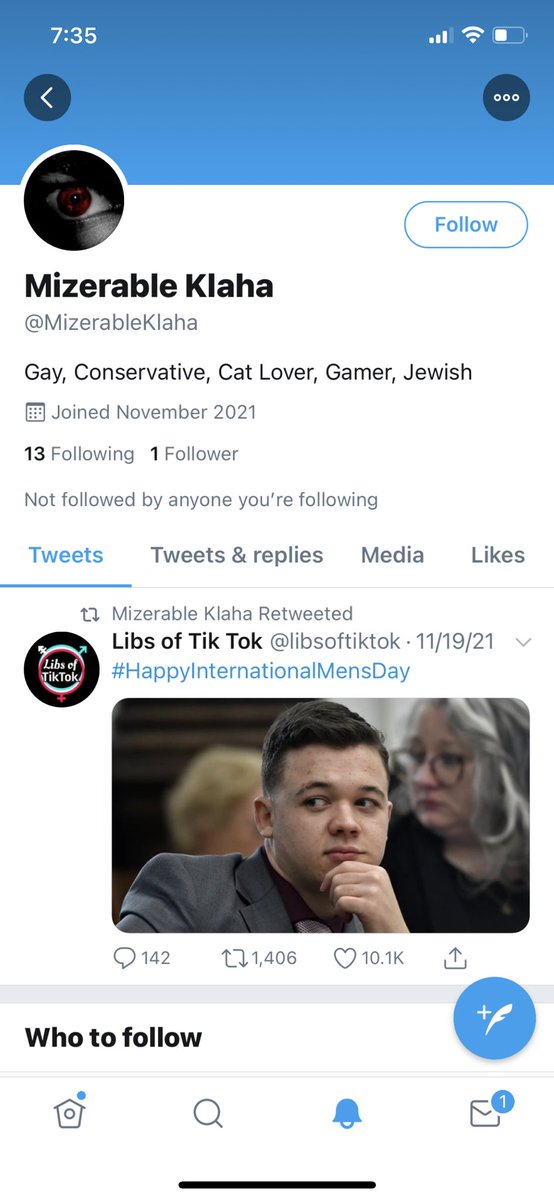 7:35
Follow
Mizerable Klaha
@MizerableKlaha
Gay, Conservative, Cat Lover, Gamer, Jewish
Joined November 2021
13 Following 1 Follower
Not followed by anyone you’re following
Tweets Tweets & replies Media Likes
Mizerable Klaha Retweeted
Libs of Tik Tok @libsoftiktok · 11/19/21
Libs of
TikTok
#HappyInternationalMensDay
142 1,406 10.1K
Who to follow
1